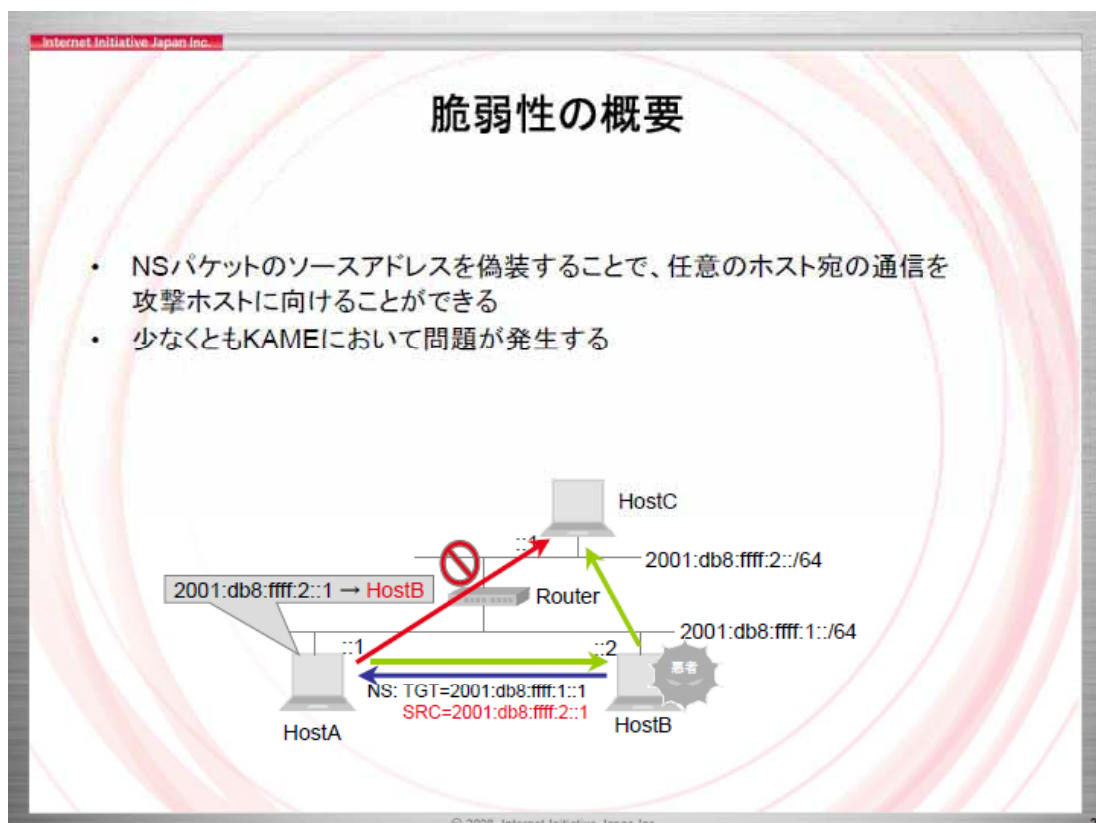 Internet Initiative Japan Inc.
脆弱性の概要
• NSパケットのソースアドレスを偽装することで、任意のホスト宛の通信を
攻撃ホストに向けることができる
• 少なくともKAMEにおいて問題が発生する
HostC
::1
2001:db8:ffff:2::/64
2001:db8:ffff:2::1 → HostB
Router
2001:db8:ffff:1::/64
::1
::2
悪者
NS: TGT=2001:db8:ffff:1::1
SRC=2001:db8:ffff:2::1
HostA
HostB